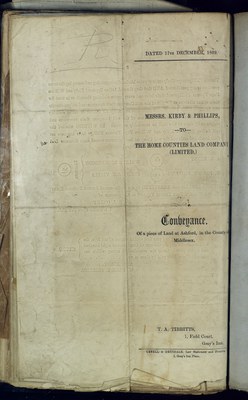 DATED 31st DECEMBER,
MESSRS. KIRBY & PHILLIPS,
—TO—
THE HOME COUNTIES LAND COMPANY
(LIMITED.)
Conveyance.
Of a piece of Land at Ashford, in the County of
Middlesex.
T. A. TIBBITTS,
1, Field Court,
Gray's Inn.